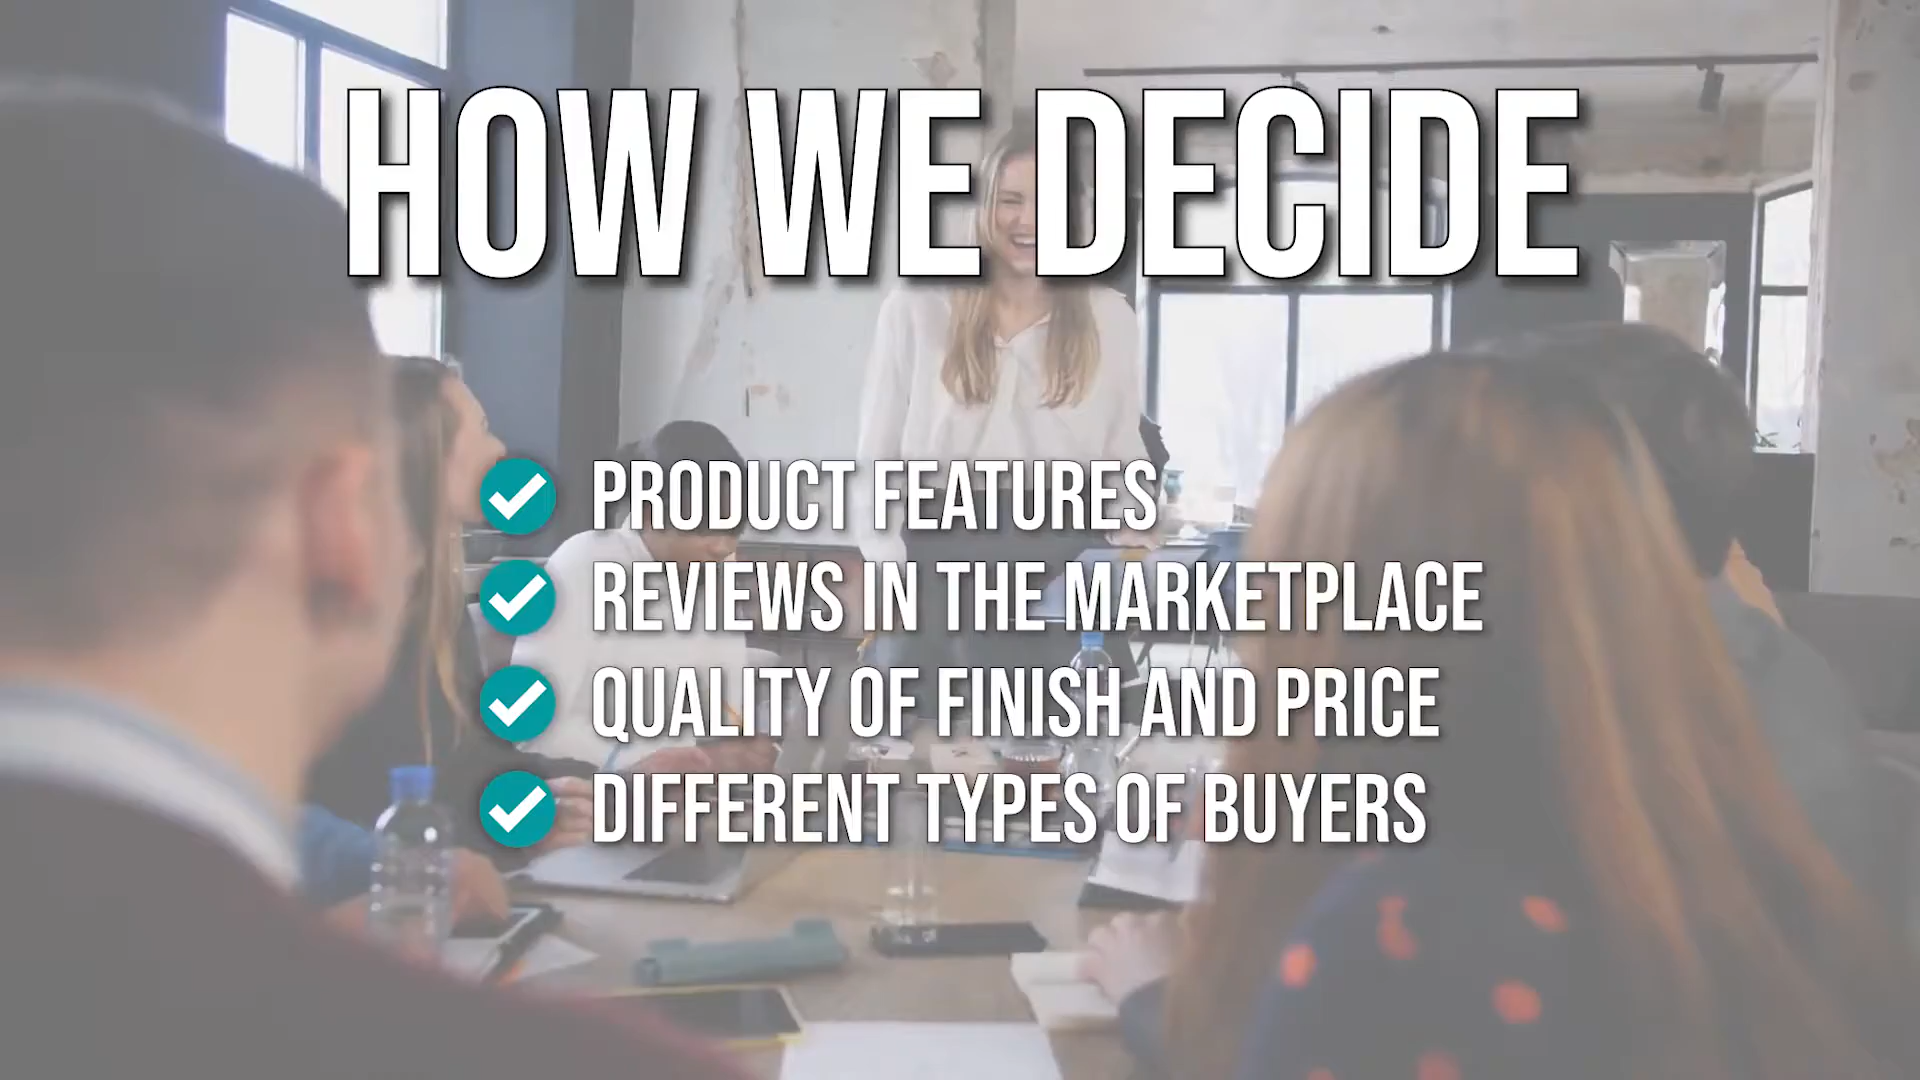 HOW WE DECIDE
PRODUCT FEATURES
REVIEWS IN THE MARKETPLACE
QUALITY OF FINISH AND PRICE
DIFFERENT TYPES OF BUYERS